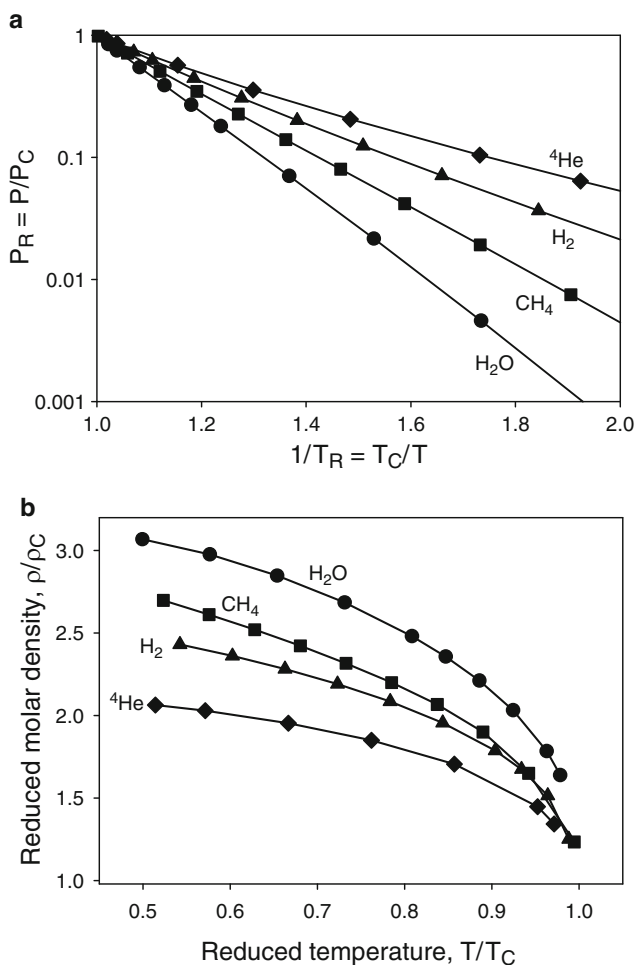 a
P_R = P/P_C
1
0.1
0.01
0.001
⁴He
H₂
CH₄
H₂O
1.0 1.2 1.4 1.6 1.8 2.0
1/T_R = T_C/T
b
Reduced molar density, ρ/ρ_C
3.0
2.5
2.0
1.5
1.0
H₂O
CH₄
H₂
⁴He
0.5 0.6 0.7 0.8 0.9 1.0
Reduced temperature, T/T_C